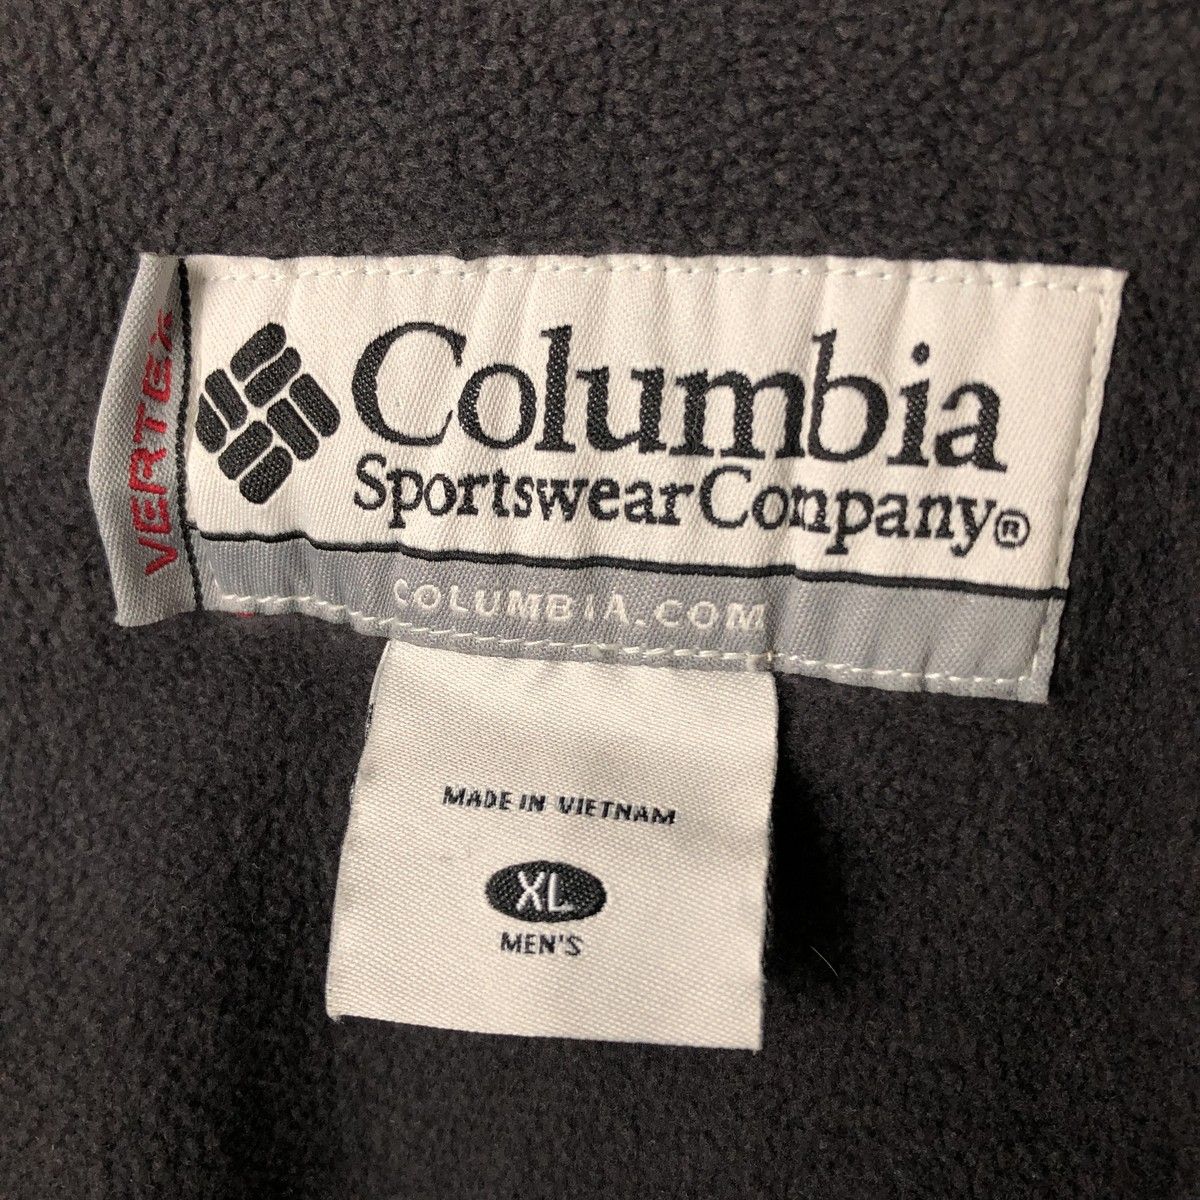 VERTEX
Columbia
Sportswear Company®
COLUMBIA.COM
MADE IN VIETNAM
XL
MEN'S